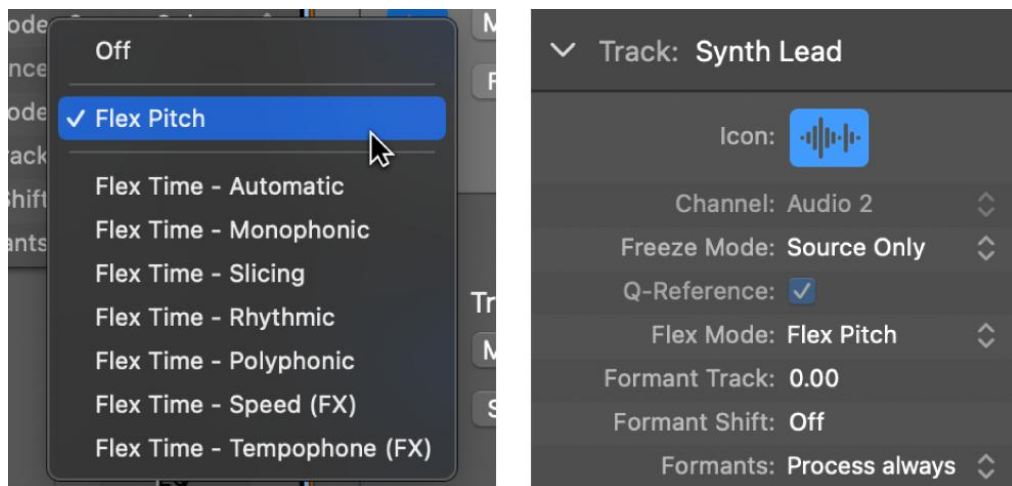 Off
Flex Pitch
Flex Time - Automatic
Flex Time - Monophonic
Flex Time - Slicing
Flex Time - Rhythmic
Flex Time - Polyphonic
Flex Time - Speed (FX)
Flex Time - Tempophone (FX)
Track: Synth Lead
Icon:
Channel: Audio 2
Freeze Mode: Source Only
Q-Reference:
Flex Mode: Flex Pitch
Formant Track: 0.00
Formant Shift: Off
Formants: Process always